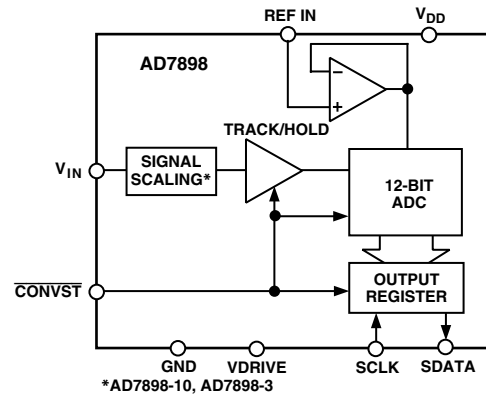 REF IN
VDD
AD7898
TRACK/HOLD
VIN
SIGNAL
SCALING*
12-BIT
ADC
CONVST
OUTPUT
REGISTER
GND
VDRIVE
SCLK
SDATA
*AD7898-10, AD7898-3